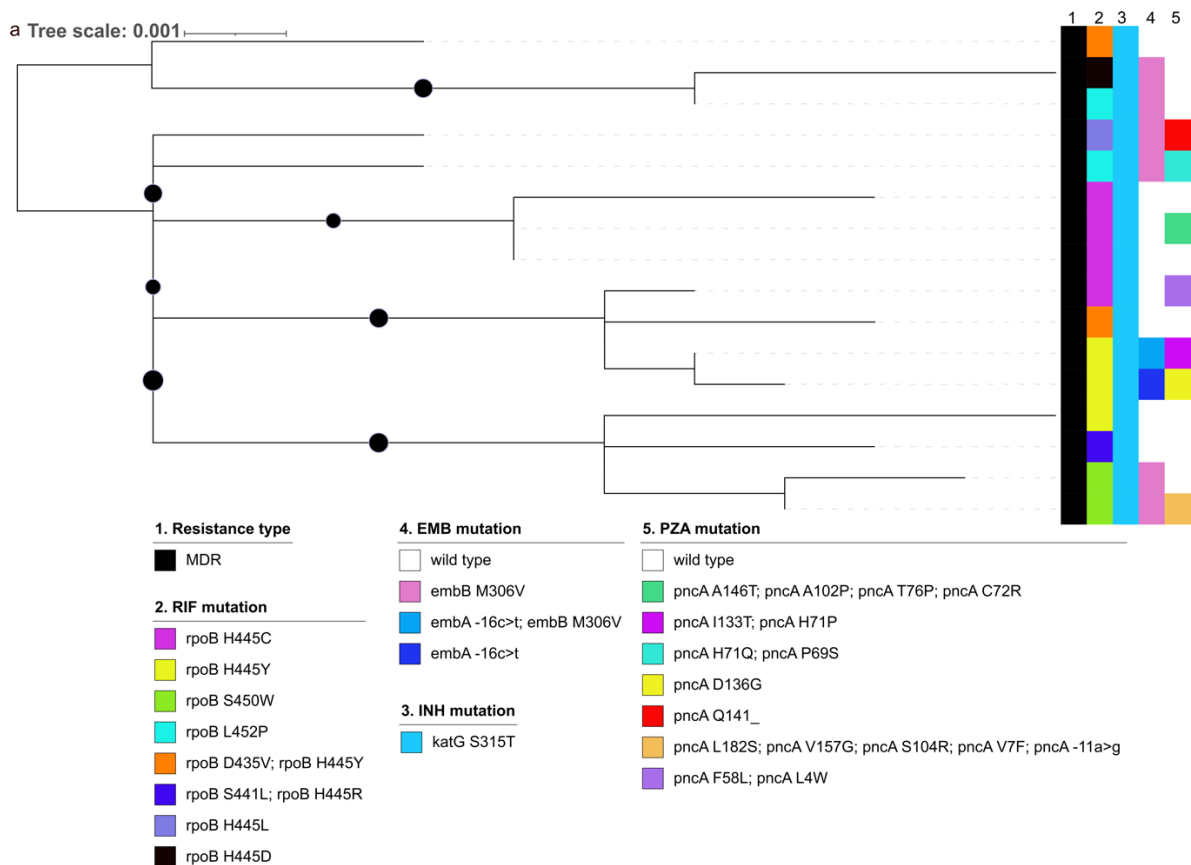 a Tree scale: 0.001
1 2 3 4 5
1. Resistance type
MDR
2. RIF mutation
rpoB H445C
rpoB H445Y
rpoB S450W
rpoB L452P
rpoB D435V; rpoB H445Y
rpoB S441L; rpoB H445R
rpoB H445L
rpoB H445D
4. EMB mutation
wild type
embB M306V
embA -16c>t; embB M306V
embA -16c>t
3. INH mutation
katG S315T
5. PZA mutation
wild type
pncA A146T; pncA A102P; pncA T76P; pncA C72R
pncA I133T; pncA H71P
pncA H71Q; pncA P69S
pncA D136G
pncA Q141_
pncA L182S; pncA V157G; pncA S104R; pncA V7F; pncA -11a>g
pncA F58L; pncA L4W